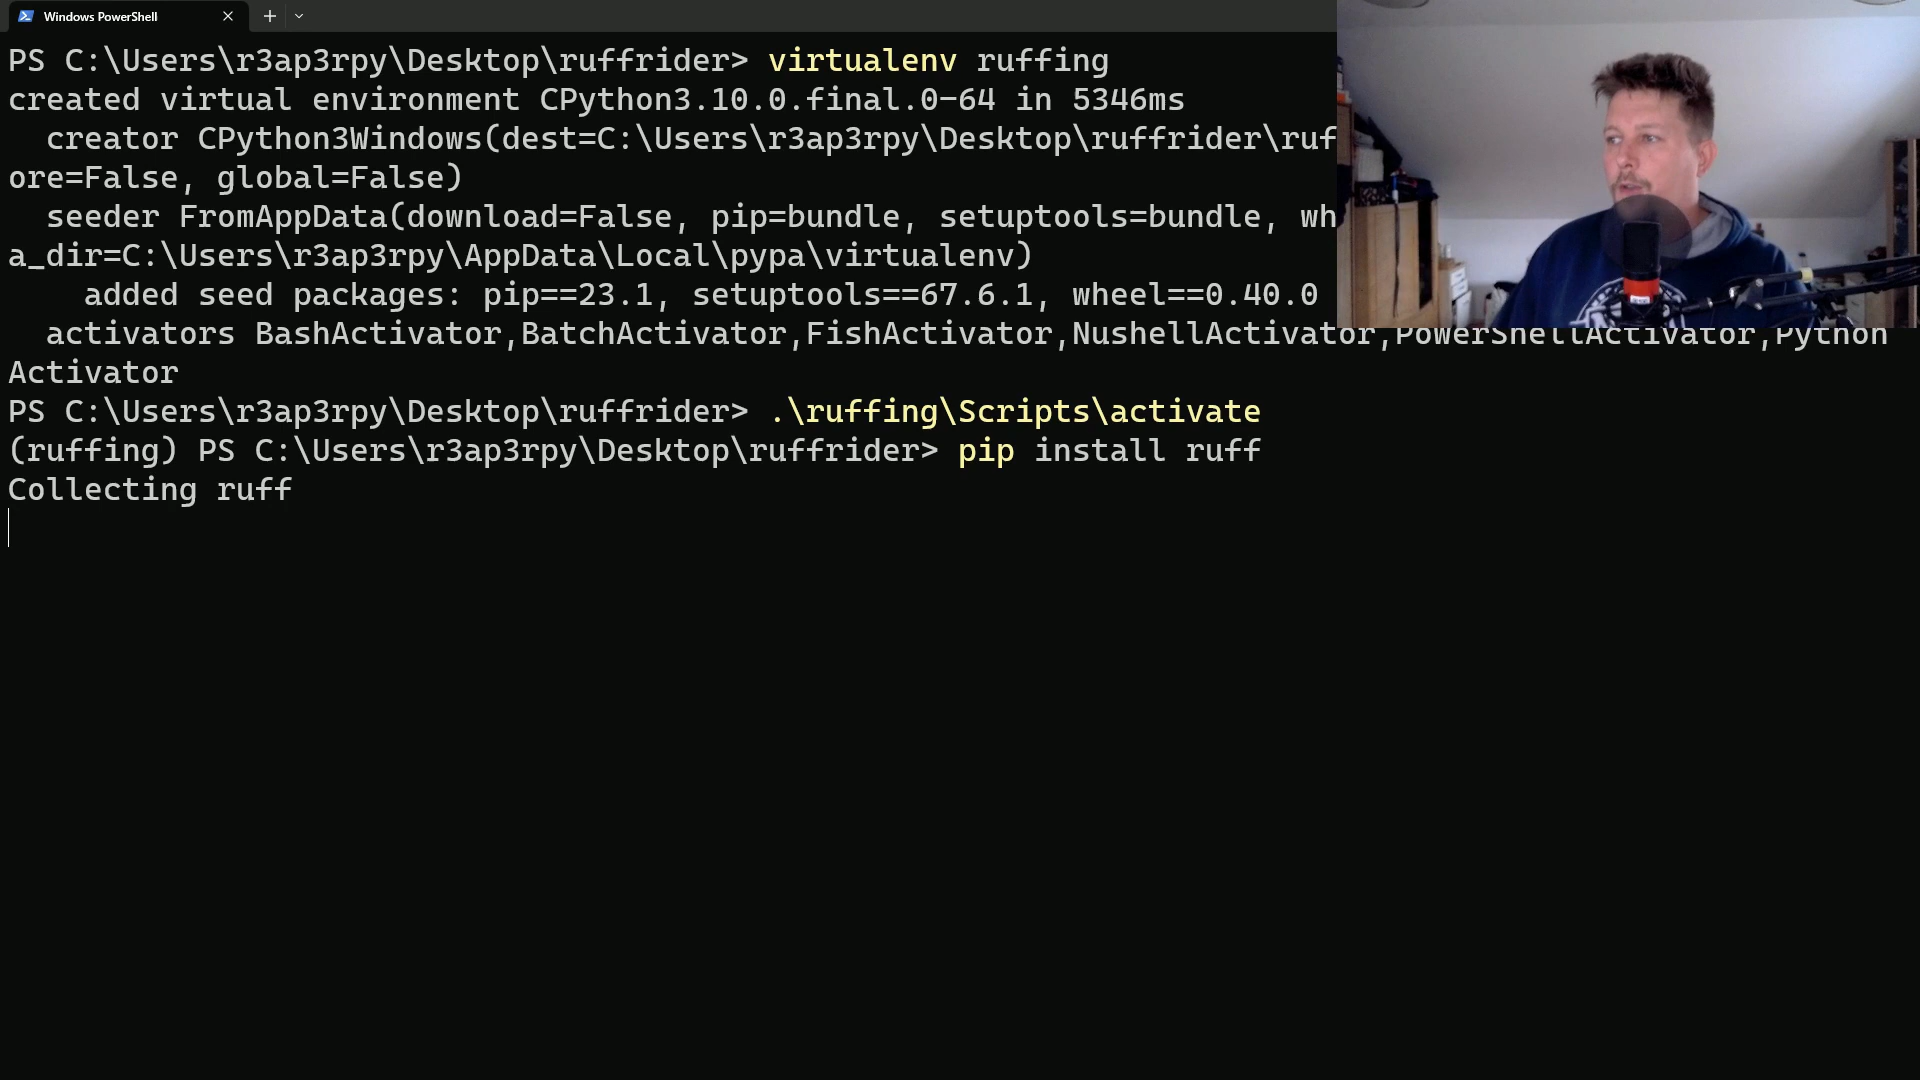 Windows PowerShell
PS C:\Users\r3ap3rpy\Desktop\ruffrider> virtualenv ruffing
created virtual environment CPython3.10.0.final.0-64 in 5346ms
  creator CPython3Windows(dest=C:\Users\r3ap3rpy\Desktop\ruffrider\ruf
ore=False, global=False)
  seeder FromAppData(download=False, pip=bundle, setuptools=bundle, wh
a_dir=C:\Users\r3ap3rpy\AppData\Local\pypa\virtualenv)
    added seed packages: pip==23.1, setuptools==67.6.1, wheel==0.40.0
  activators BashActivator,BatchActivator,FishActivator,NushellActivator,PowerShellActivator,Python
Activator
PS C:\Users\r3ap3rpy\Desktop\ruffrider> .\ruffing\Scripts\activate
(ruffing) PS C:\Users\r3ap3rpy\Desktop\ruffrider> pip install ruff
Collecting ruff